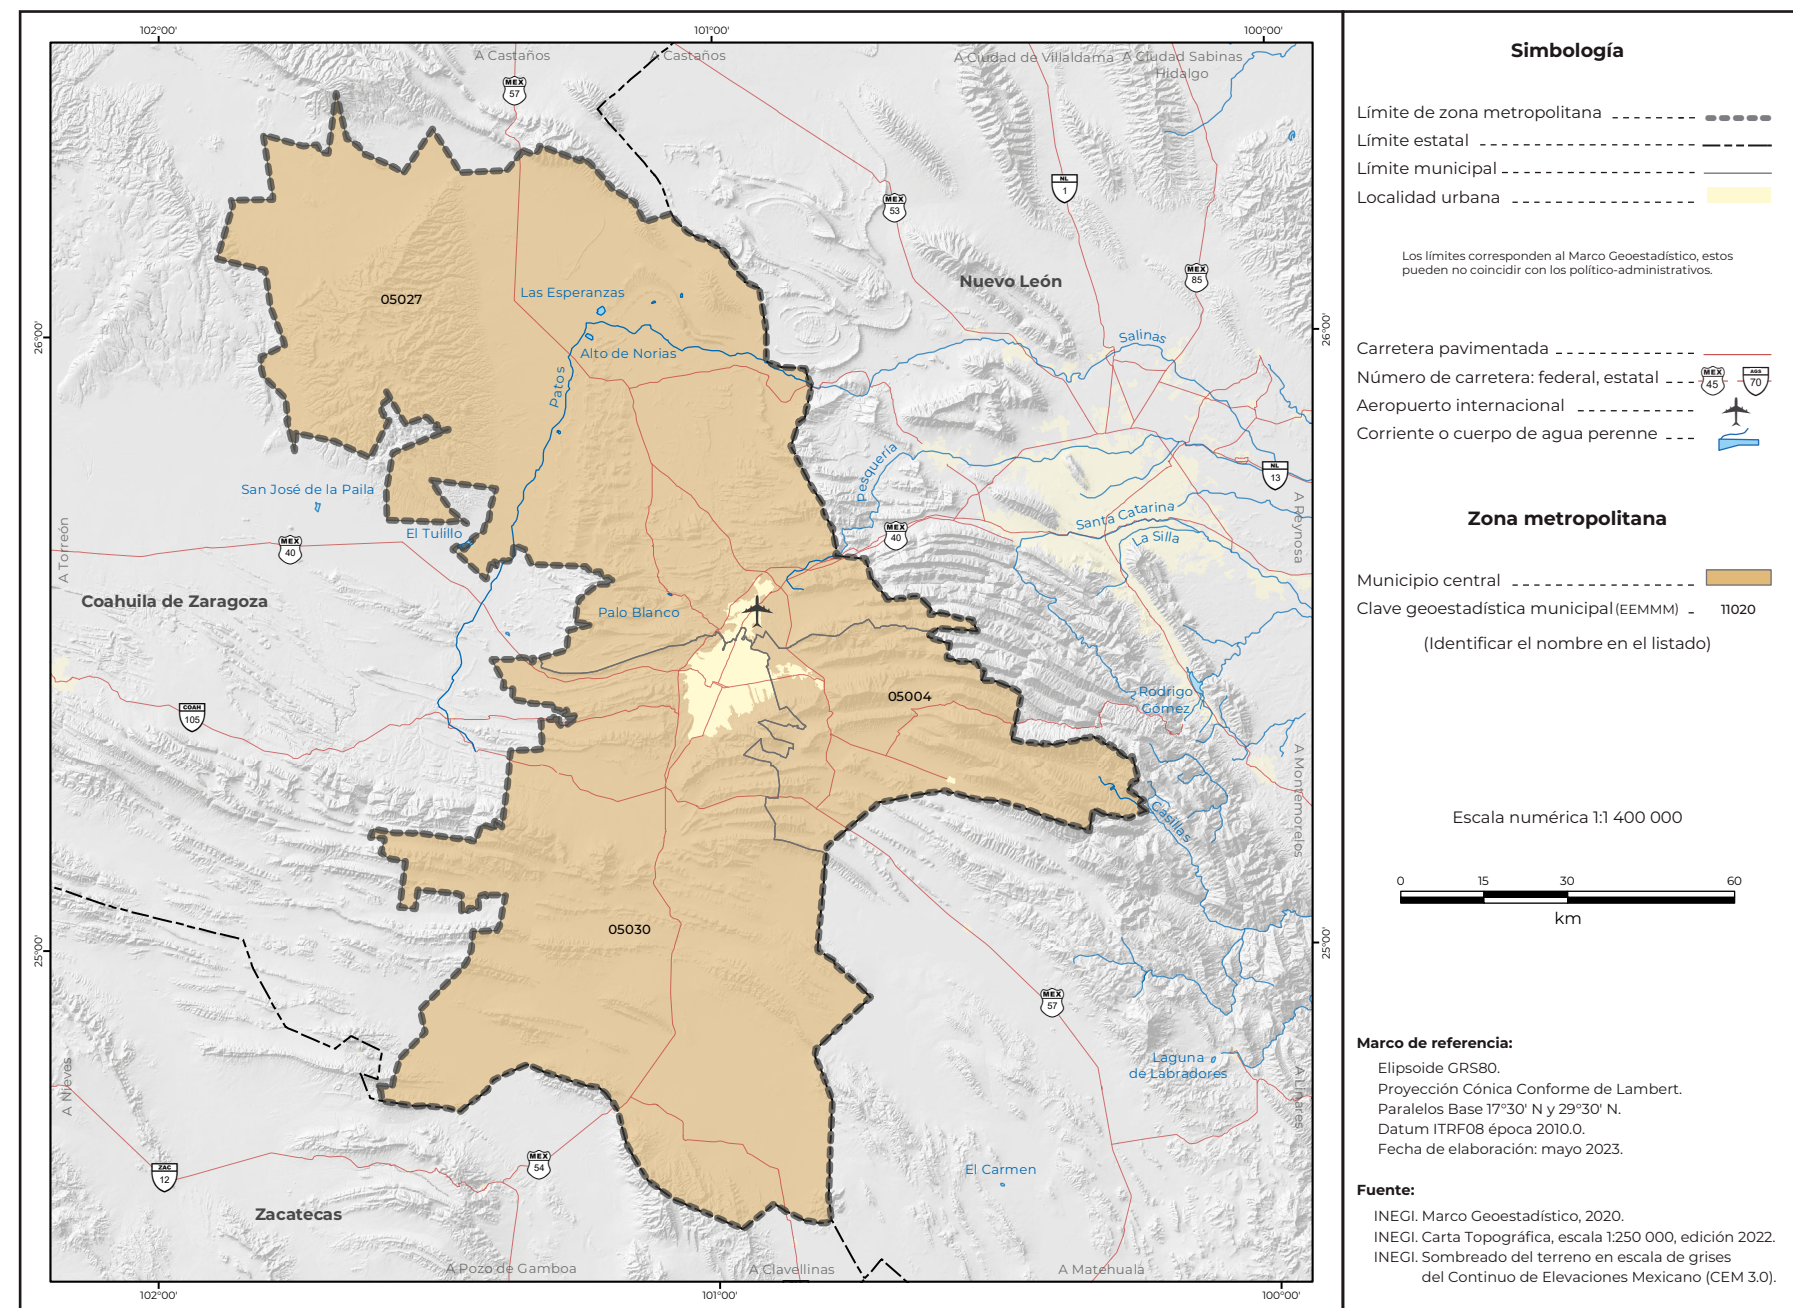 102°00'
101°00'
100°00'
A Castaños
A Castaños
A Ciudad de Villaldama
A Ciudad Sabinas
Hidalgo
MEX
57
NL
1
MEX
53
MEX
85
Nuevo León
05027
Las Esperanzas
Alto de Norias
Patos
Salinas
26°00'
26°00'
Pesquería
NL
13
San José de la Paila
El Tulillo
MEX
40
MEX
40
Santa Catarina
La Silla
A Reynosa
A Torreón
Coahuila de Zaragoza
Palo Blanco
05004
Rodrigo
Gómez
COAH
105
A Montemorelos
Casillas
05030
25°00'
25°00'
MEX
57
Laguna
de Labradores
A Linares
A Nieves
ZAC
12
MEX
54
El Carmen
Zacatecas
A Pozo de Gamboa
A Clavellinas
A Matehuala
102°00'
101°00'
100°00'
Simbología
Límite de zona metropolitana
Límite estatal
Límite municipal
Localidad urbana
Los límites corresponden al Marco Geoestadístico, estos
pueden no coincidir con los político-administrativos.
Carretera pavimentada
Número de carretera: federal, estatal
MEX
45
AGS
70
Aeropuerto internacional
Corriente o cuerpo de agua perenne
Zona metropolitana
Municipio central
Clave geoestadística municipal (EEMMM) 11020
(Identificar el nombre en el listado)
Escala numérica 1:1 400 000
0 15 30 60
km
Marco de referencia:
Elipsoide GRS80.
Proyección Cónica Conforme de Lambert.
Paralelos Base 17°30' N y 29°30' N.
Datum ITRF08 época 2010.0.
Fecha de elaboración: mayo 2023.
Fuente:
INEGI. Marco Geoestadístico, 2020.
INEGI. Carta Topográfica, escala 1:250 000, edición 2022.
INEGI. Sombreado del terreno en escala de grises
del Continuo de Elevaciones Mexicano (CEM 3.0).